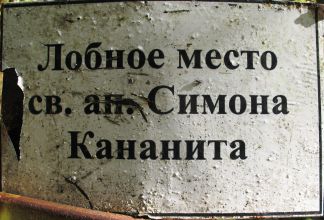 Лобное место
св. ап. Симона
Кананита